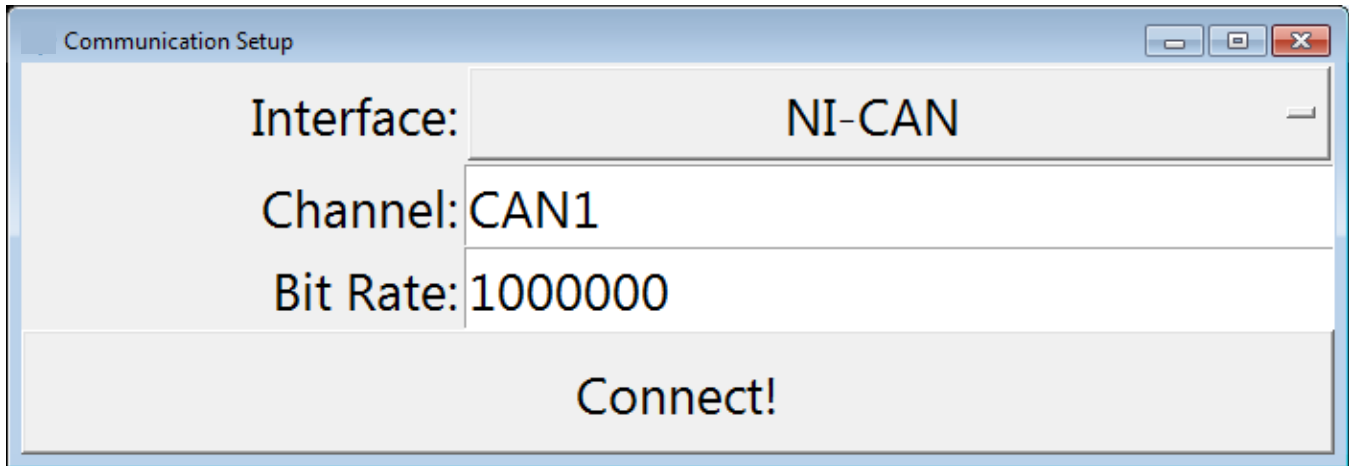 Communication Setup
Interface: NI-CAN
Channel: CAN1
Bit Rate: 1000000
Connect!